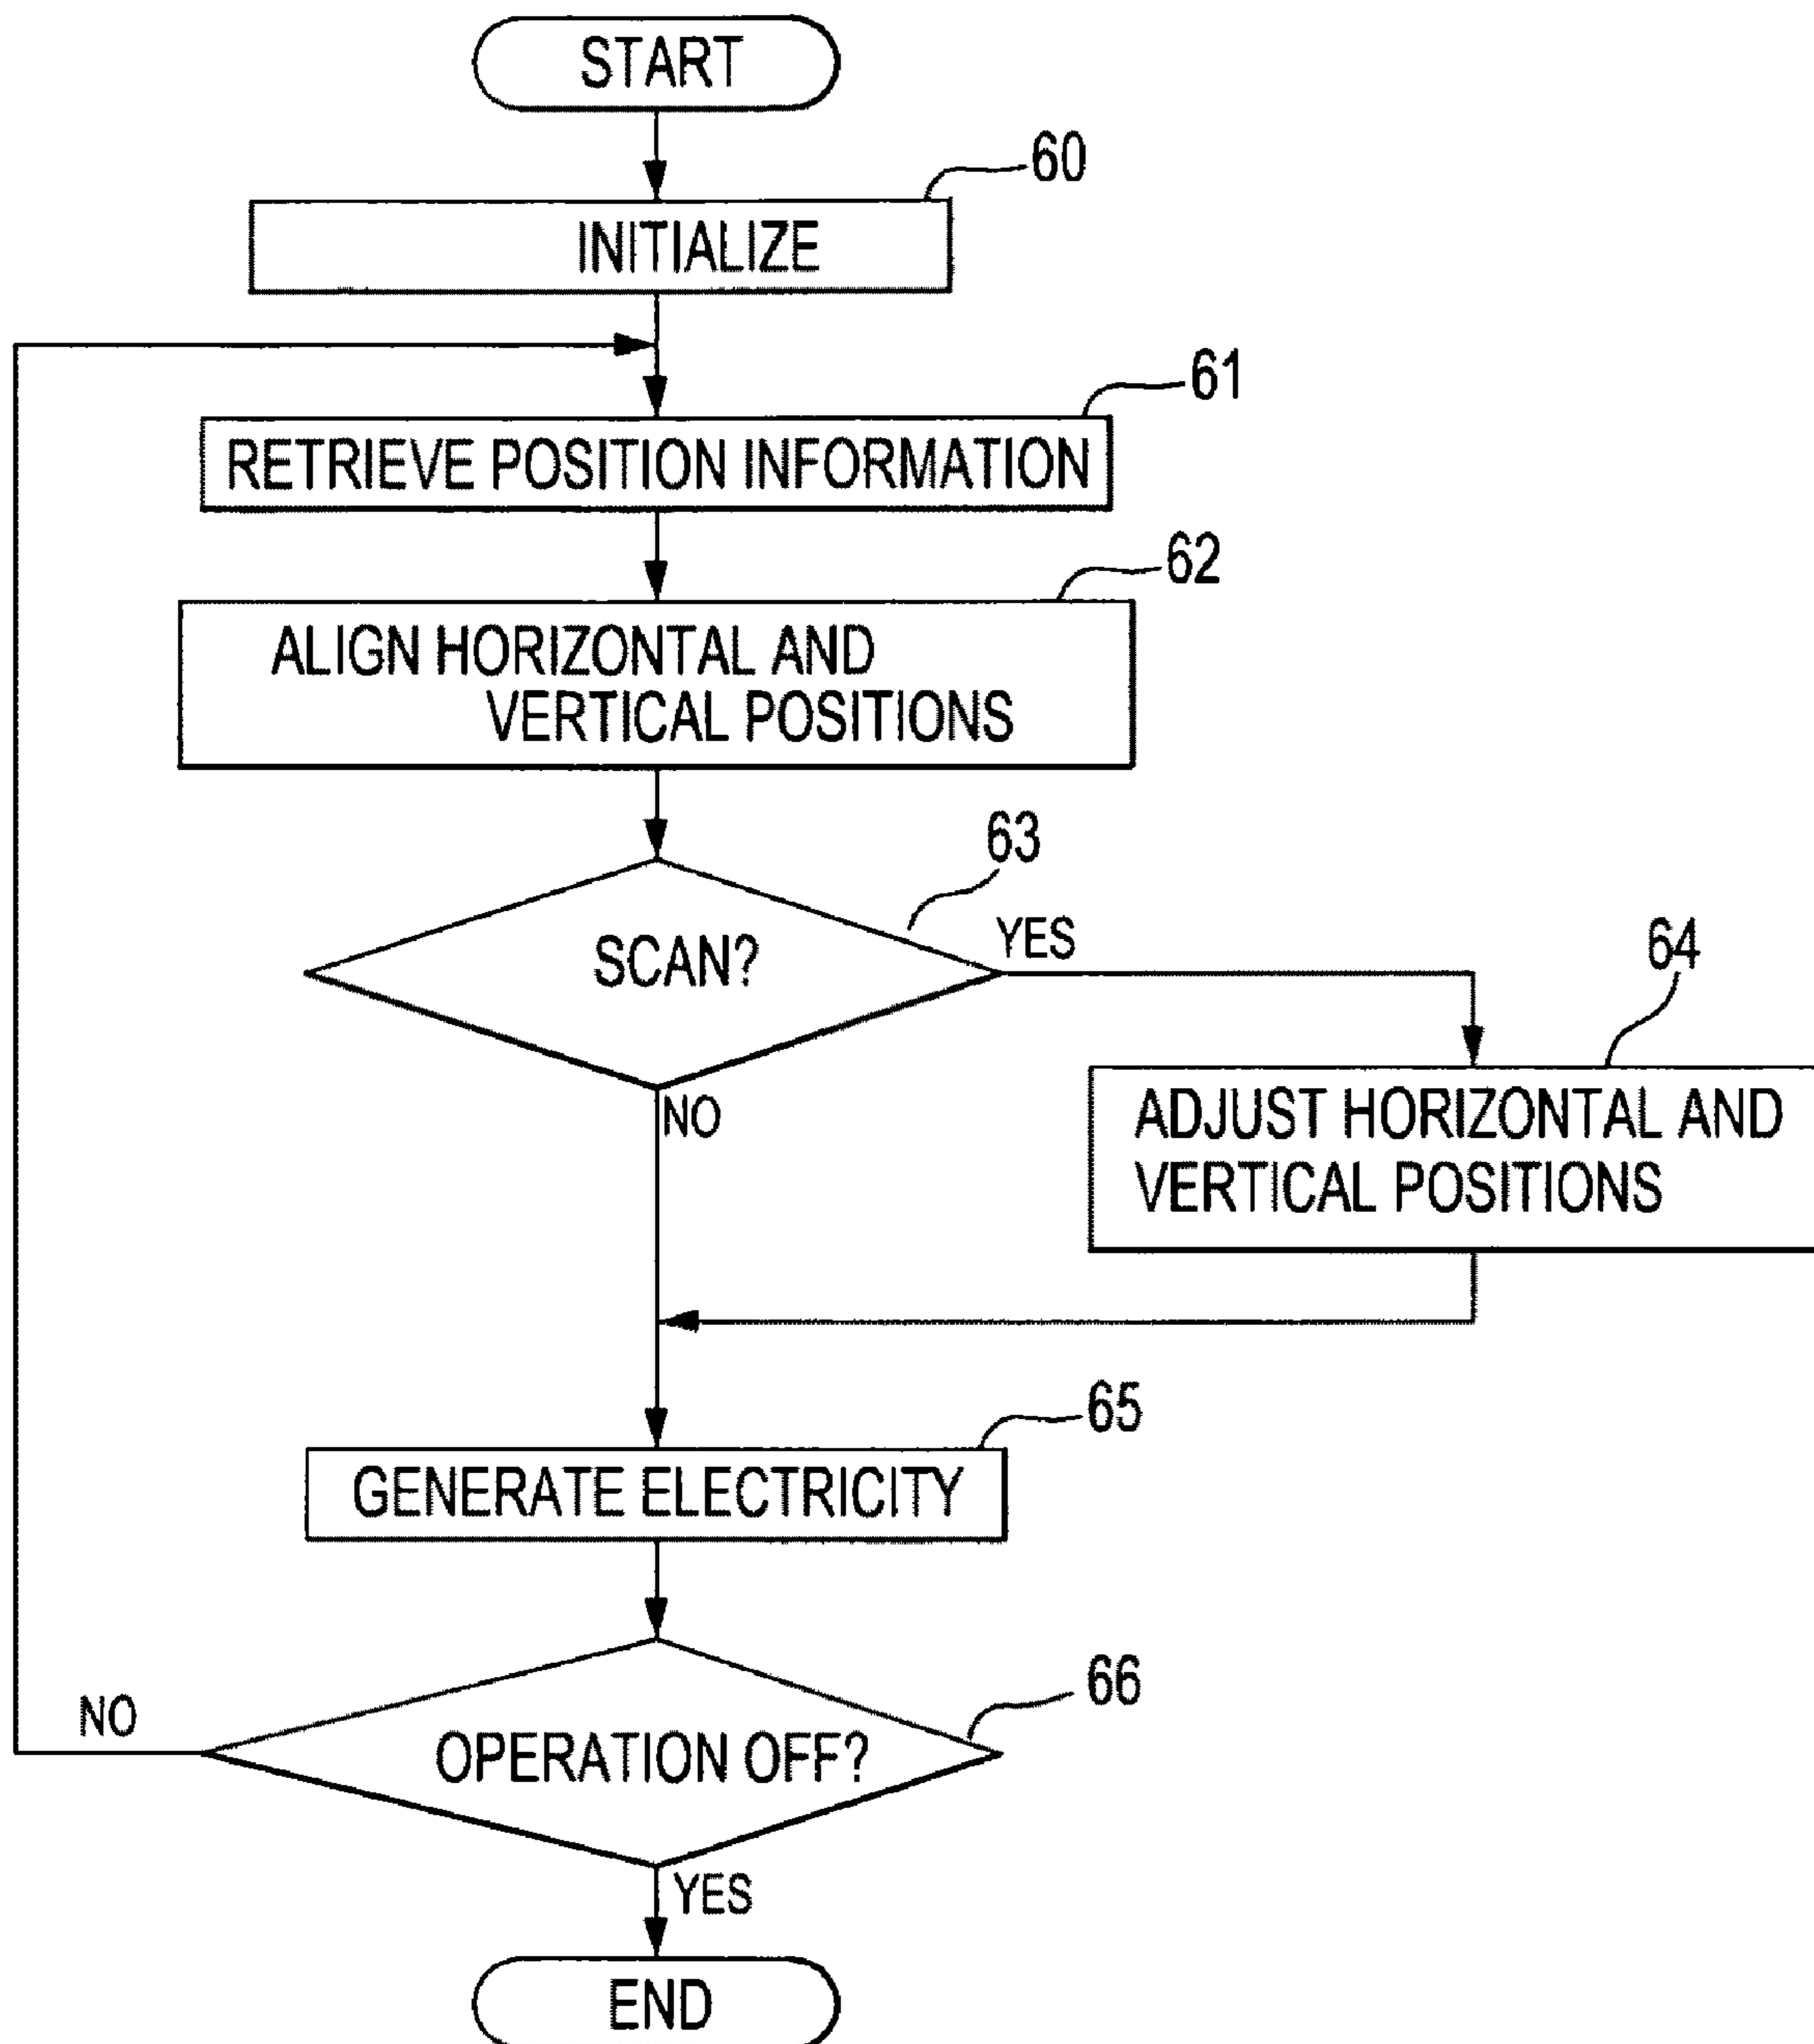 START
60
INITIALIZE
61
RETRIEVE POSITION INFORMATION
62
ALIGN HORIZONTAL AND
VERTICAL POSITIONS
63
SCAN?
YES
64
NO
ADJUST HORIZONTAL AND
VERTICAL POSITIONS
65
GENERATE ELECTRICITY
66
NO
OPERATION OFF?
YES
END